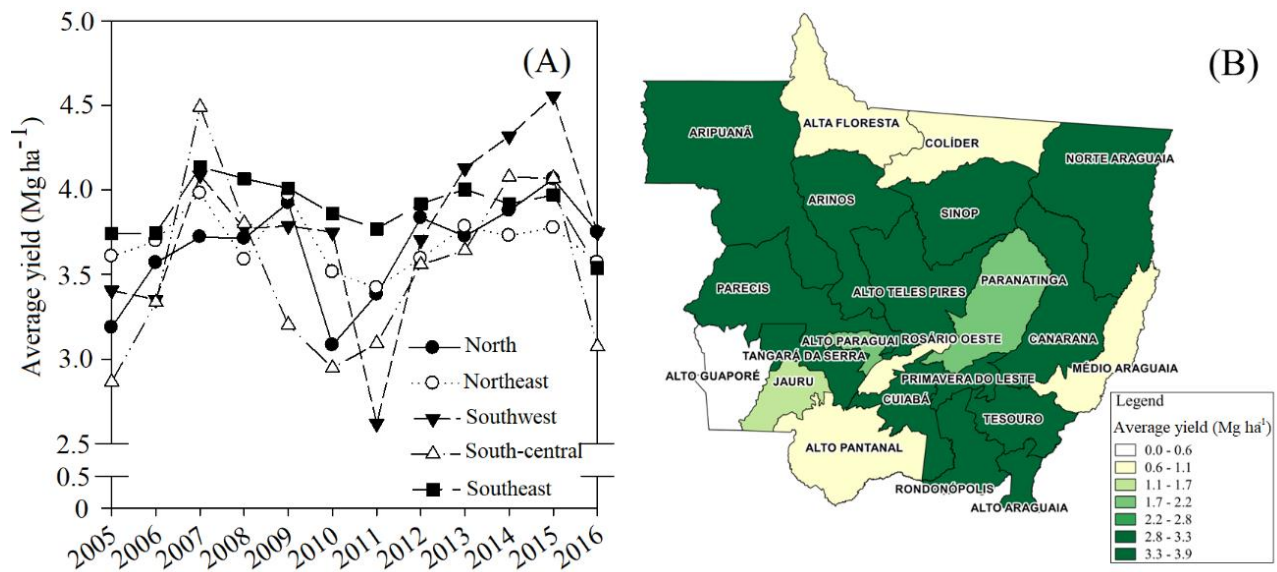 (A)
Average yield (Mg ha⁻¹)
5.0
4.5
4.0
3.5
3.0
2.5
0.5
0
North
Northeast
Southwest
South-central
Southeast
2005
2006
2007
2008
2009
2010
2011
2012
2013
2014
2015
2016
(B)
ARIPUANÃ
ALTA FLORESTA
COLÍDER
NORTE ARAGUAIA
ARINOS
SINOP
PARECIS
ALTO TELES PIRES
PARANATINGA
ALTO PARAGUAI
ROSÁRIO OESTE
CANARANA
TANGARÁ DA SERRA
ALTO GUAPORÉ
JAURU
PRIMAVERA DO LESTE
MÉDIO ARAGUAIA
CUIABÁ
TESOURO
ALTO PANTANAL
RONDONÓPOLIS
ALTO ARAGUAIA
Legend
Average yield (Mg ha⁻¹)
0.0 - 0.6
0.6 - 1.1
1.1 - 1.7
1.7 - 2.2
2.2 - 2.8
2.8 - 3.3
3.3 - 3.9